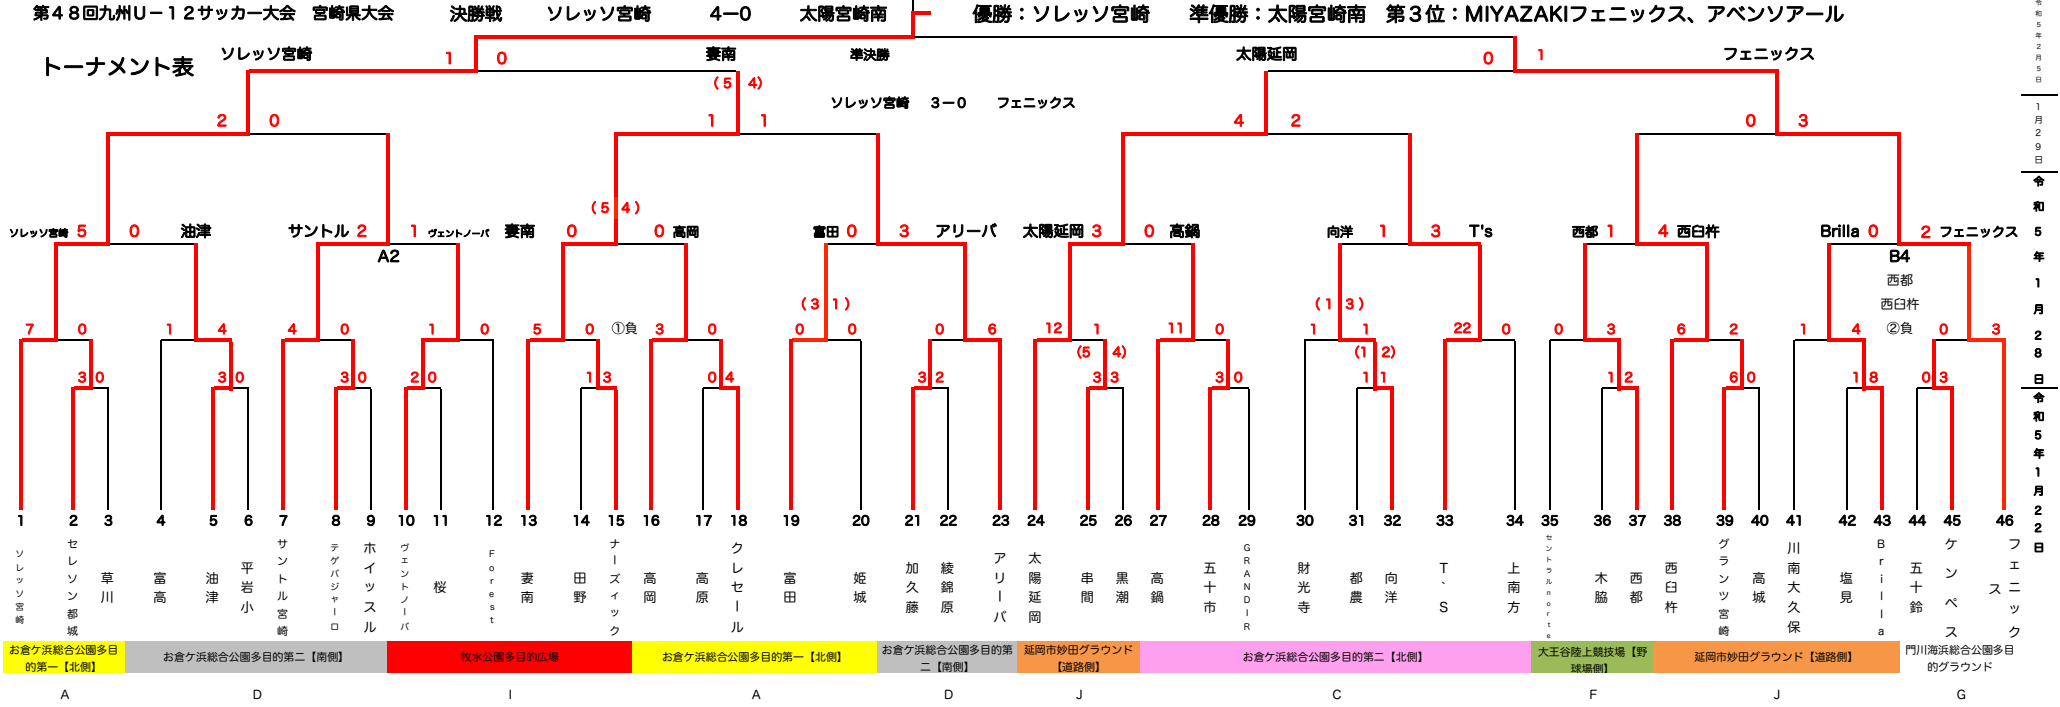 第４８回九州Ｕ－１２サッカー大会　宮崎県大会　決勝戦　ソレッソ宮崎　4ー0　太陽宮崎南　優勝：ソレッソ宮崎　準優勝：太陽宮崎南　第３位：MIYAZAKIフェニックス、アベンソアール
トーナメント表
ソレッソ宮崎 1 0 妻南 準決勝 太陽延岡 0 1 フェニックス
(5 4)
ソレッソ宮崎　3－0　フェニックス
2 0 1 1 4 2 0 3
(5 4)
ソレッソ宮崎 5 0 油津 サントル 2 1 ヴェントノーバ 妻南 0 0 高岡 富田 0 3 アリーバ 太陽延岡 3 0 高鍋 向洋 1 3 T's 西都 1 4 西臼杵 Brilla 0 2 フェニックス
A2 B4
西都
西臼杵
(3 1) (1 3)
7 0 1 4 4 0 1 0 5 0 ①負 3 0 0 0 0 6 12 1 11 0 1 1 22 0 0 3 6 2 1 4 ②負 0 3
(5 4) (1 2)
3 0 3 0 3 0 2 0 1 3 0 4 3 2 3 3 3 0 1 1 1 2 6 0 1 8 0 3
1 2 3 4 5 6 7 8 9 10 11 12 13 14 15 16 17 18 19 20 21 22 23 24 25 26 27 28 29 30 31 32 33 34 35 36 37 38 39 40 41 42 43 44 45 46
ソレッソ宮崎
セレソン都城
草川
富高
油津
平岩小
サントル宮崎
テゲバジャーロ
ホイッスル
ヴェントノーバ
桜
Forest
妻南
田野
ナーズィック
高岡
高原
クレセール
富田
姫城
加久藤
綾錦原
アリーバ
太陽延岡
串間
黒潮
高鍋
五十市
GRANDIR
財光寺
都農
向洋
T、S
上南方
セントラルnorte
木脇
西都
西臼杵
グランツ宮崎
高城
川南大久保
塩見
Brilla
五十鈴
ケンペス
フェニックス
お倉ケ浜総合公園多目的第一【北側】
お倉ケ浜総合公園多目的第二【南側】
牧水公園多目的広場
お倉ケ浜総合公園多目的第一【北側】
お倉ケ浜総合公園多目的第二【南側】
延岡市妙田グラウンド【道路側】
お倉ケ浜総合公園多目的第二【北側】
大王谷陸上競技場【野球場側】
延岡市妙田グラウンド【道路側】
門川海浜総合公園多目的グラウンド
A D I A D J C F J G
令和５年２月５日
１月２９日
令和５年１月２８日
令和５年１月２２日